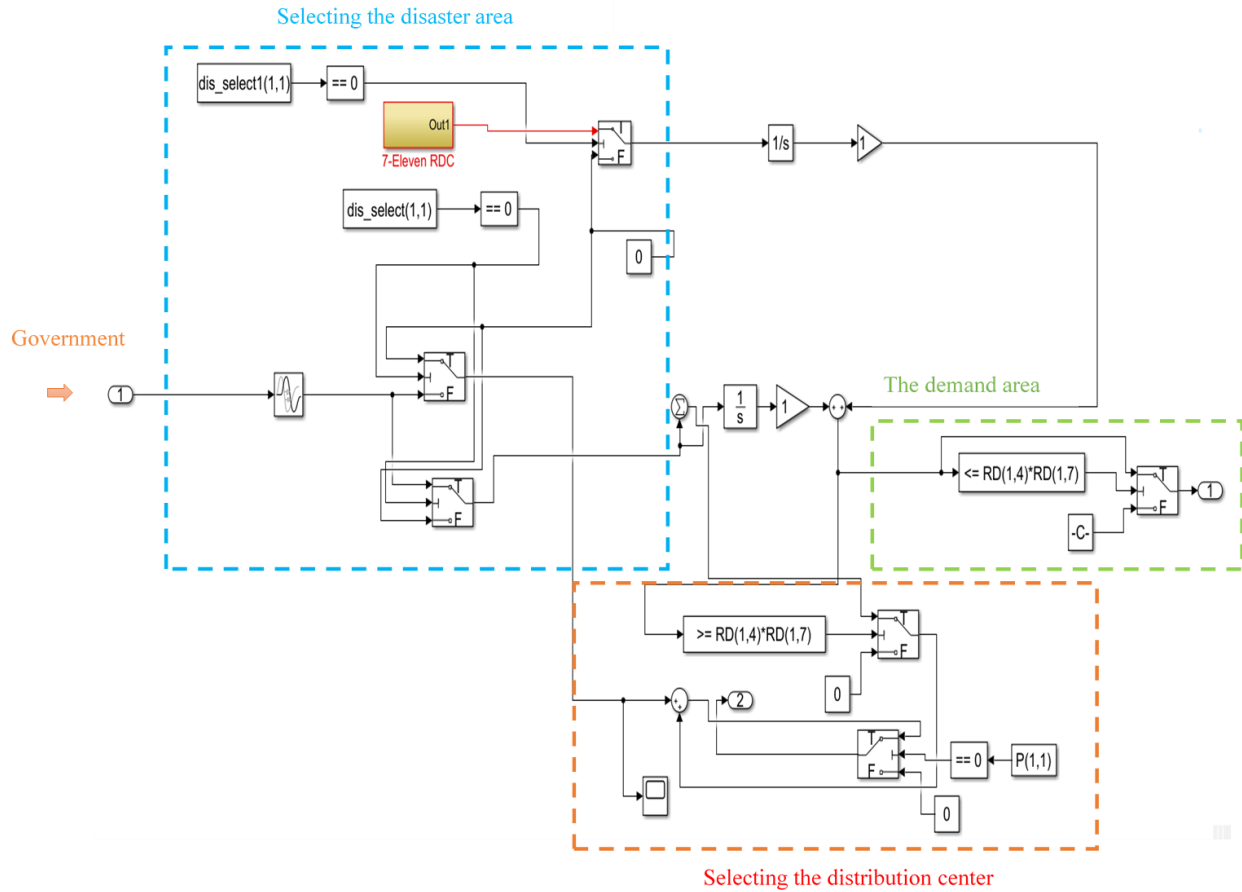 Selecting the disaster area
dis_select1(1,1)
== 0
Out1
7-Eleven RDC
T
F
1/s
1
dis_select(1,1)
== 0
0
Government
1
T
F
T
F
Σ
1
s
1
+ +
The demand area
<= RD(1,4)*RD(1,7)
T
F
1
-C-
>= RD(1,4)*RD(1,7)
T
F
0
+
+
2
T
F
== 0
P(1,1)
0
Selecting the distribution center